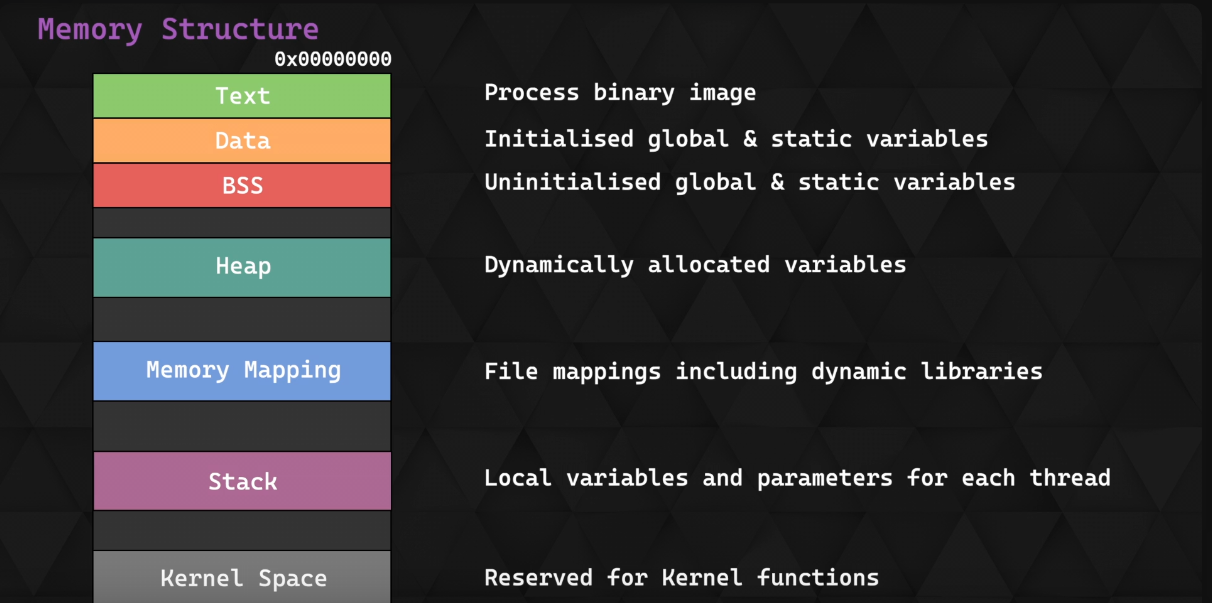 Memory Structure
0x00000000
Text
Process binary image
Data
Initialised global & static variables
BSS
Uninitialised global & static variables
Heap
Dynamically allocated variables
Memory Mapping
File mappings including dynamic libraries
Stack
Local variables and parameters for each thread
Kernel Space
Reserved for Kernel functions